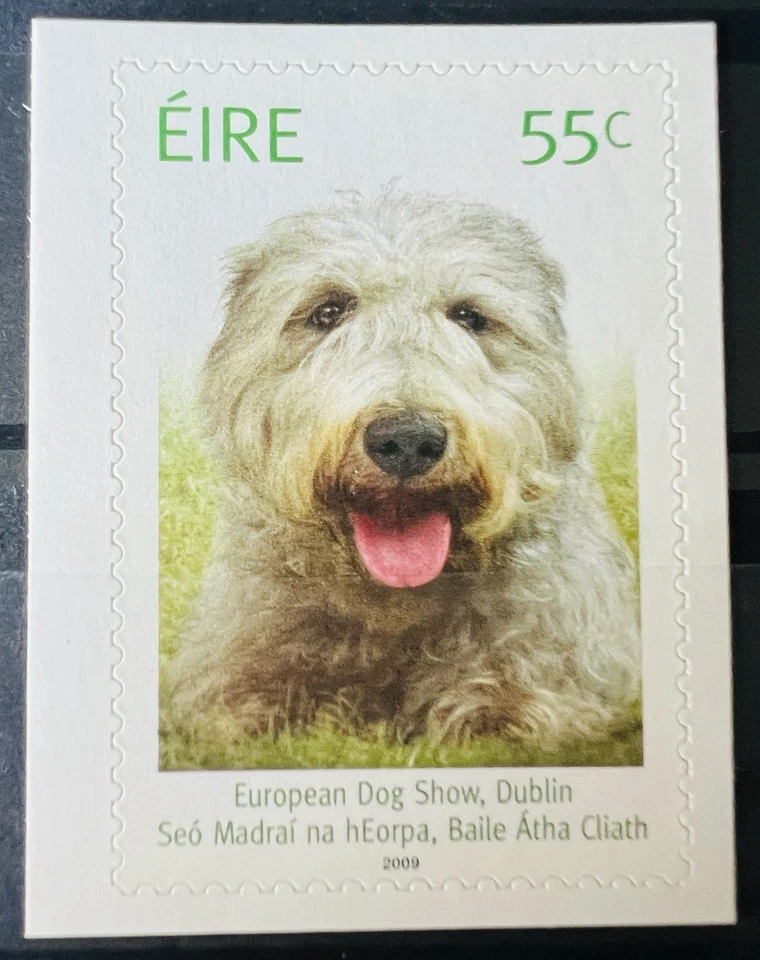 ÉIRE 55c
European Dog Show, Dublin
Seó Madraí na hEorpa, Baile Átha Cliath
2009